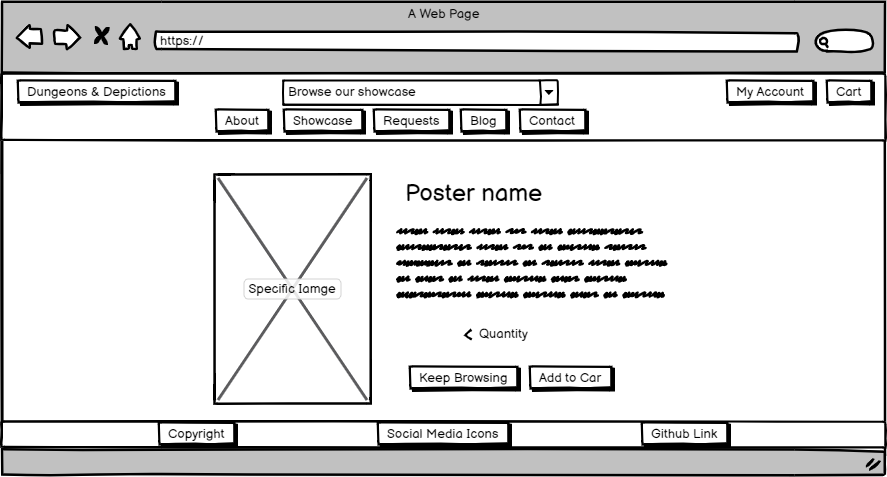 A Web Page
https://
Dungeons & Depictions
Browse our showcase
My Account
Cart
About
Showcase
Requests
Blog
Contact
Poster name
Specific Iamge
Quantity
Keep Browsing
Add to Car
Copyright
Social Media Icons
Github Link